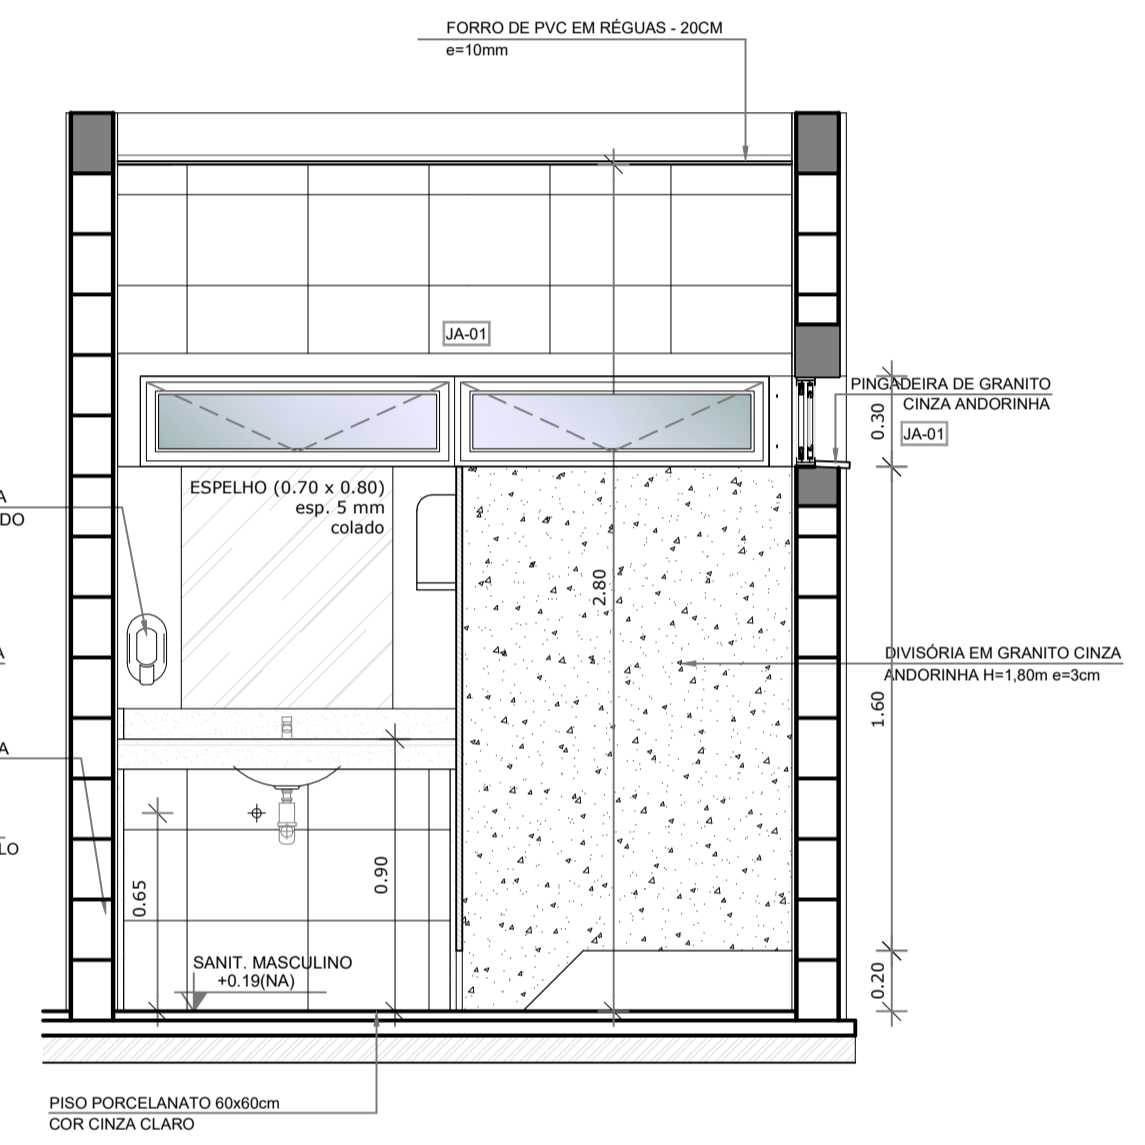 FORRO DE PVC EM RÉGUAS - 20CM
e=10mm
JA-01
PINGADEIRA DE GRANITO
CINZA ANDORINHA
0.30
JA-01
ESPELHO (0.70 x 0.80)
esp. 5 mm
colado
A
DO
2.80
DIVISÓRIA EM GRANITO CINZA
ANDORINHA H=1,80m e=3cm
A
1.60
A
LO
0.65
0.90
SANIT. MASCULINO
+0.19(NA)
0.20
PISO PORCELANATO 60x60cm
COR CINZA CLARO